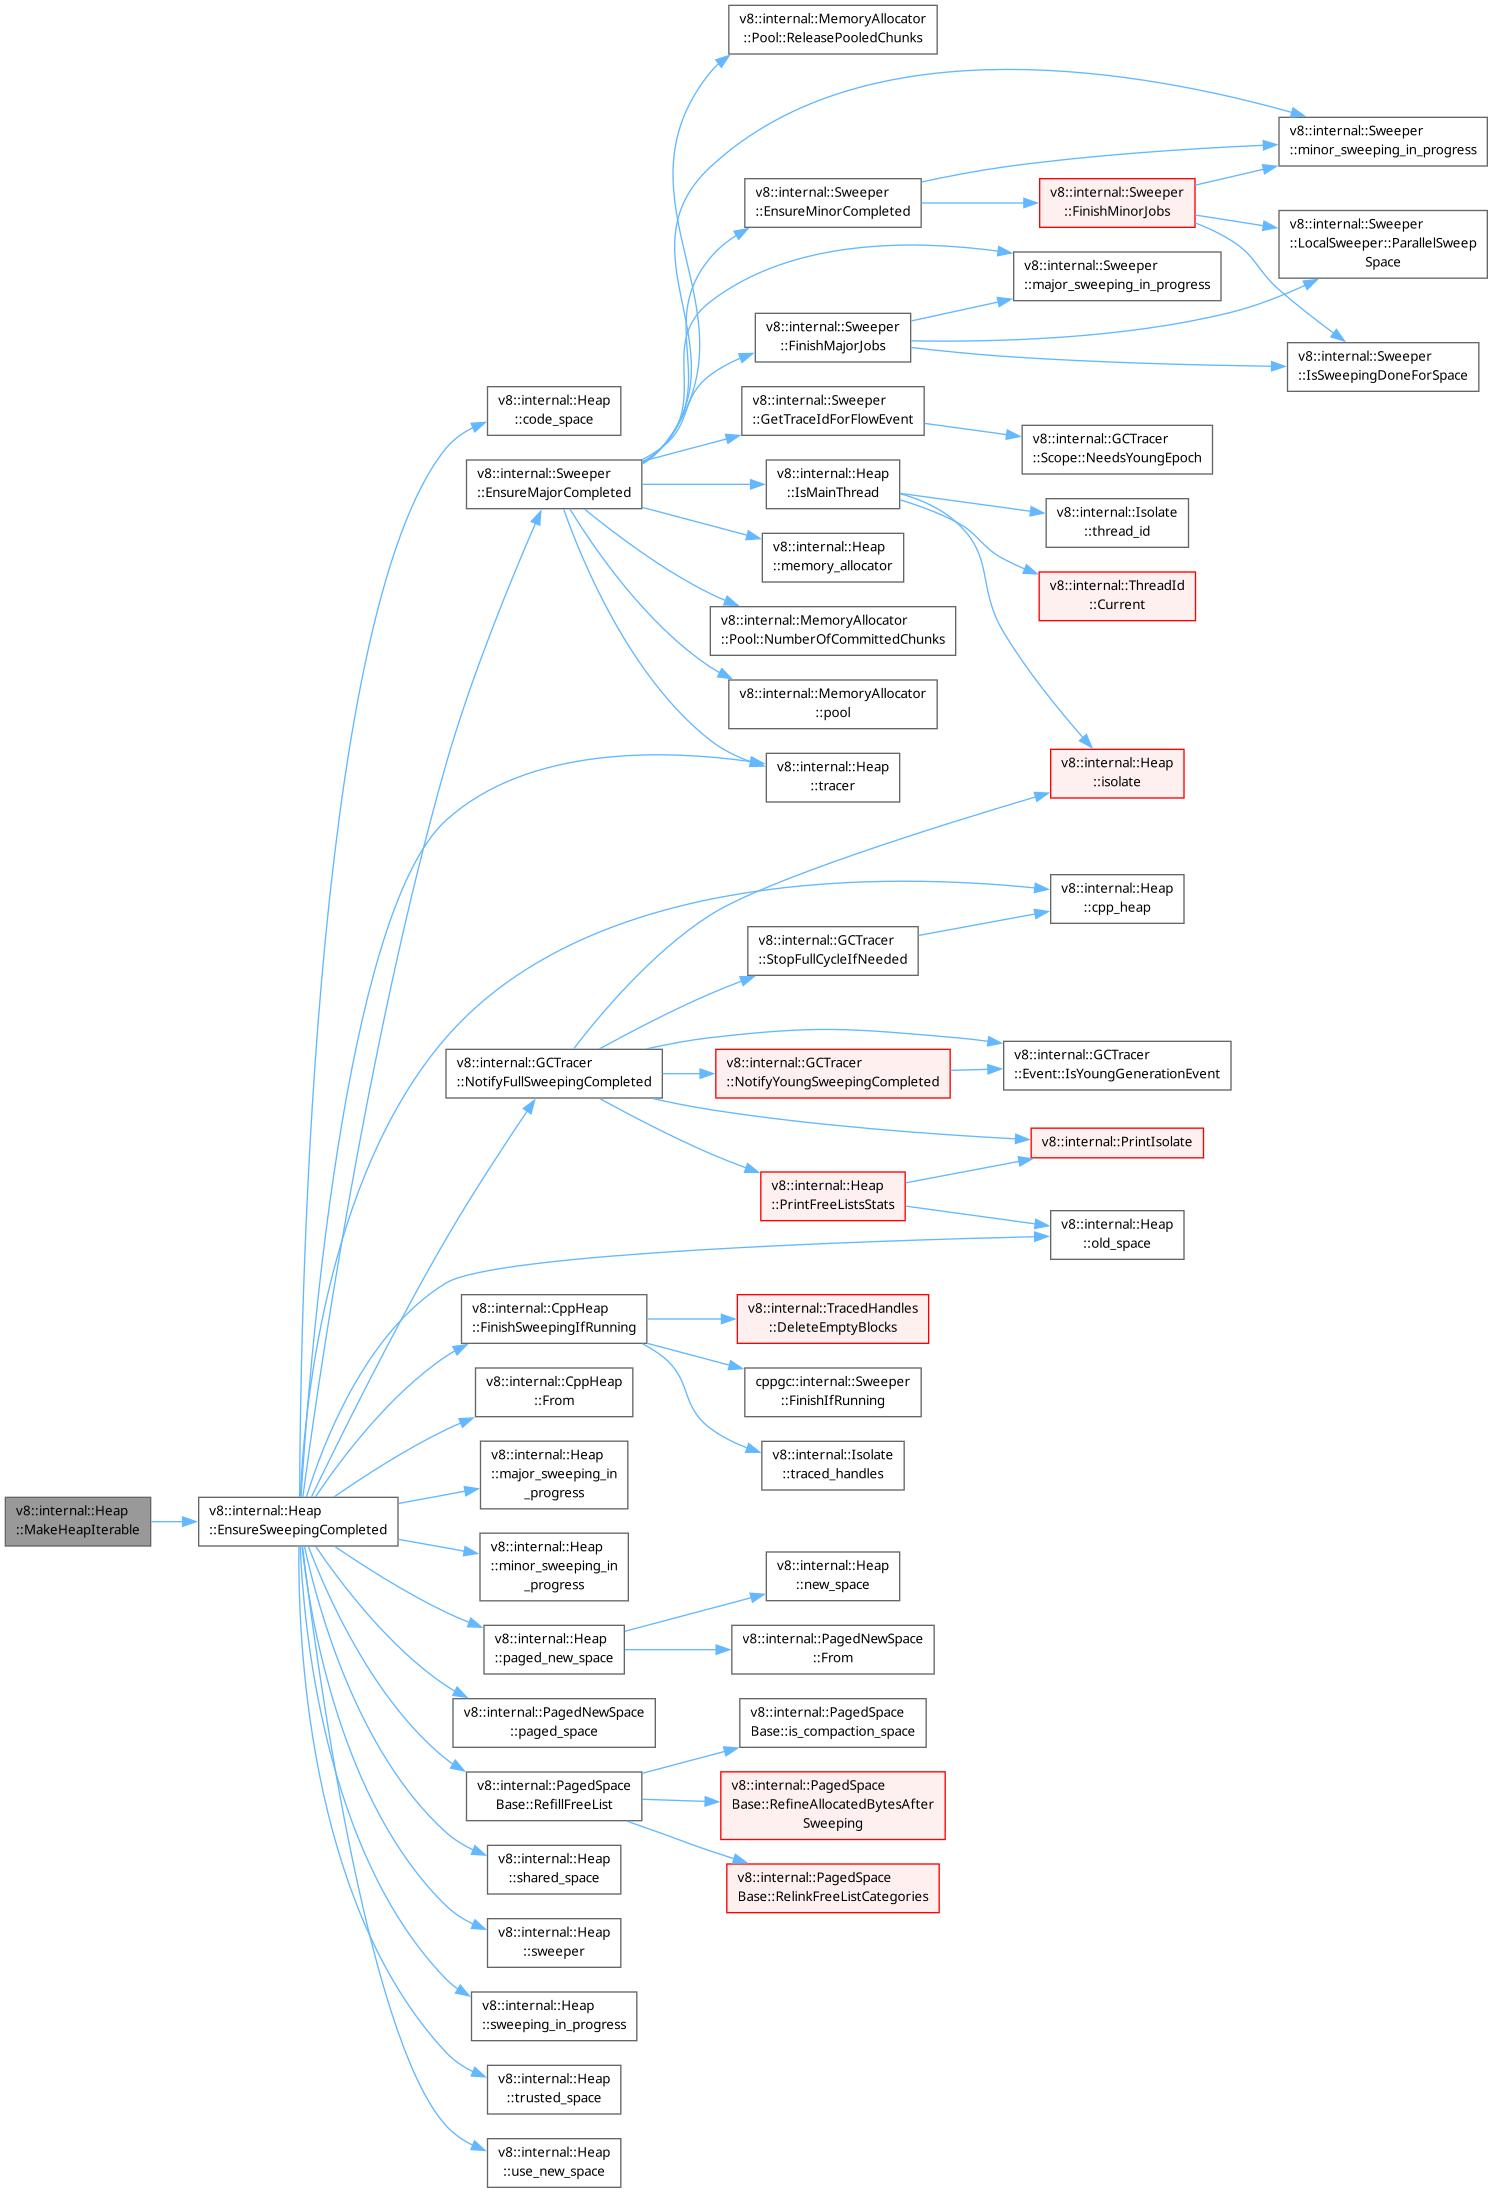 v8::internal::MemoryAllocator
::Pool::ReleasePooledChunks
v8::internal::Sweeper
::minor_sweeping_in_progress
v8::internal::Sweeper
::EnsureMinorCompleted
v8::internal::Sweeper
::FinishMinorJobs
v8::internal::Sweeper
::LocalSweeper::ParallelSweep
Space
v8::internal::Sweeper
::major_sweeping_in_progress
v8::internal::Sweeper
::FinishMajorJobs
v8::internal::Sweeper
::IsSweepingDoneForSpace
v8::internal::Heap
::code_space
v8::internal::Sweeper
::GetTraceIdForFlowEvent
v8::internal::GCTracer
::Scope::NeedsYoungEpoch
v8::internal::Sweeper
::EnsureMajorCompleted
v8::internal::Heap
::IsMainThread
v8::internal::Isolate
::thread_id
v8::internal::Heap
::memory_allocator
v8::internal::ThreadId
::Current
v8::internal::MemoryAllocator
::Pool::NumberOfCommittedChunks
v8::internal::MemoryAllocator
::pool
v8::internal::Heap
::tracer
v8::internal::Heap
::isolate
v8::internal::Heap
::cpp_heap
v8::internal::GCTracer
::StopFullCycleIfNeeded
v8::internal::GCTracer
::NotifyFullSweepingCompleted
v8::internal::GCTracer
::NotifyYoungSweepingCompleted
v8::internal::GCTracer
::Event::IsYoungGenerationEvent
v8::internal::PrintIsolate
v8::internal::Heap
::PrintFreeListsStats
v8::internal::Heap
::old_space
v8::internal::CppHeap
::FinishSweepingIfRunning
v8::internal::TracedHandles
::DeleteEmptyBlocks
v8::internal::CppHeap
::From
cppgc::internal::Sweeper
::FinishIfRunning
v8::internal::Heap
::major_sweeping_in
_progress
v8::internal::Isolate
::traced_handles
v8::internal::Heap
::MakeHeapIterable
v8::internal::Heap
::EnsureSweepingCompleted
v8::internal::Heap
::minor_sweeping_in
_progress
v8::internal::Heap
::new_space
v8::internal::Heap
::paged_new_space
v8::internal::PagedNewSpace
::From
v8::internal::PagedNewSpace
::paged_space
v8::internal::PagedSpace
Base::is_compaction_space
v8::internal::PagedSpace
Base::RefillFreeList
v8::internal::PagedSpace
Base::RefineAllocatedBytesAfter
Sweeping
v8::internal::Heap
::shared_space
v8::internal::PagedSpace
Base::RelinkFreeListCategories
v8::internal::Heap
::sweeper
v8::internal::Heap
::sweeping_in_progress
v8::internal::Heap
::trusted_space
v8::internal::Heap
::use_new_space